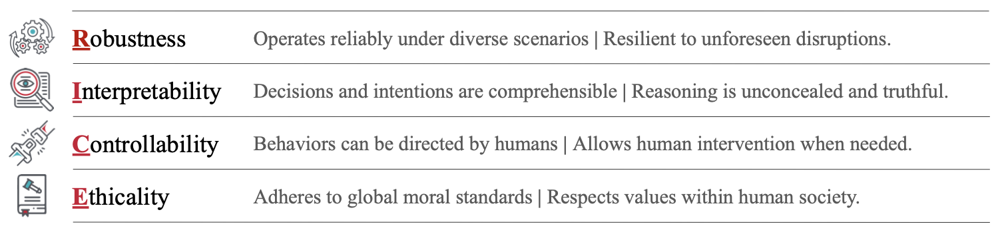 Robustness Operates reliably under diverse scenarios | Resilient to unforeseen disruptions.
Interpretability Decisions and intentions are comprehensible | Reasoning is unconcealed and truthful.
Controllability Behaviors can be directed by humans | Allows human intervention when needed.
Ethicality Adheres to global moral standards | Respects values within human society.